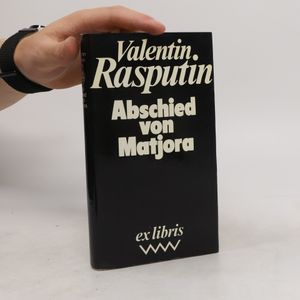 Valentin
Rasputin
Abschied
von
Matjora
ex libris